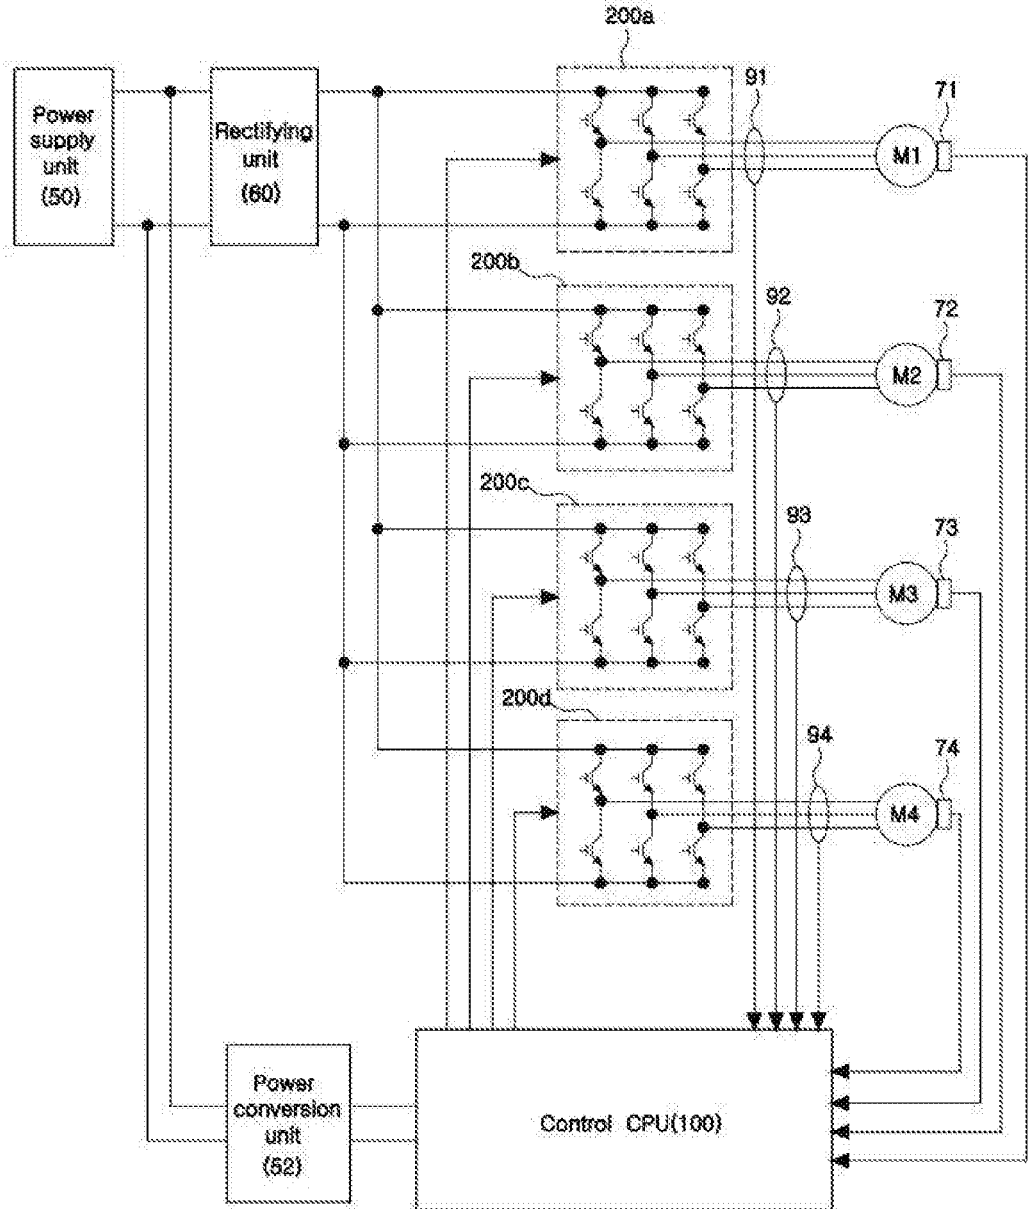 200a
Power
supply
unit
(50)
Rectifying
unit
(60)
91
71
M1
200b
92
72
M2
200c
93
73
M3
200d
94
74
M4
Power
conversion
unit
(52)
Control CPU(100)